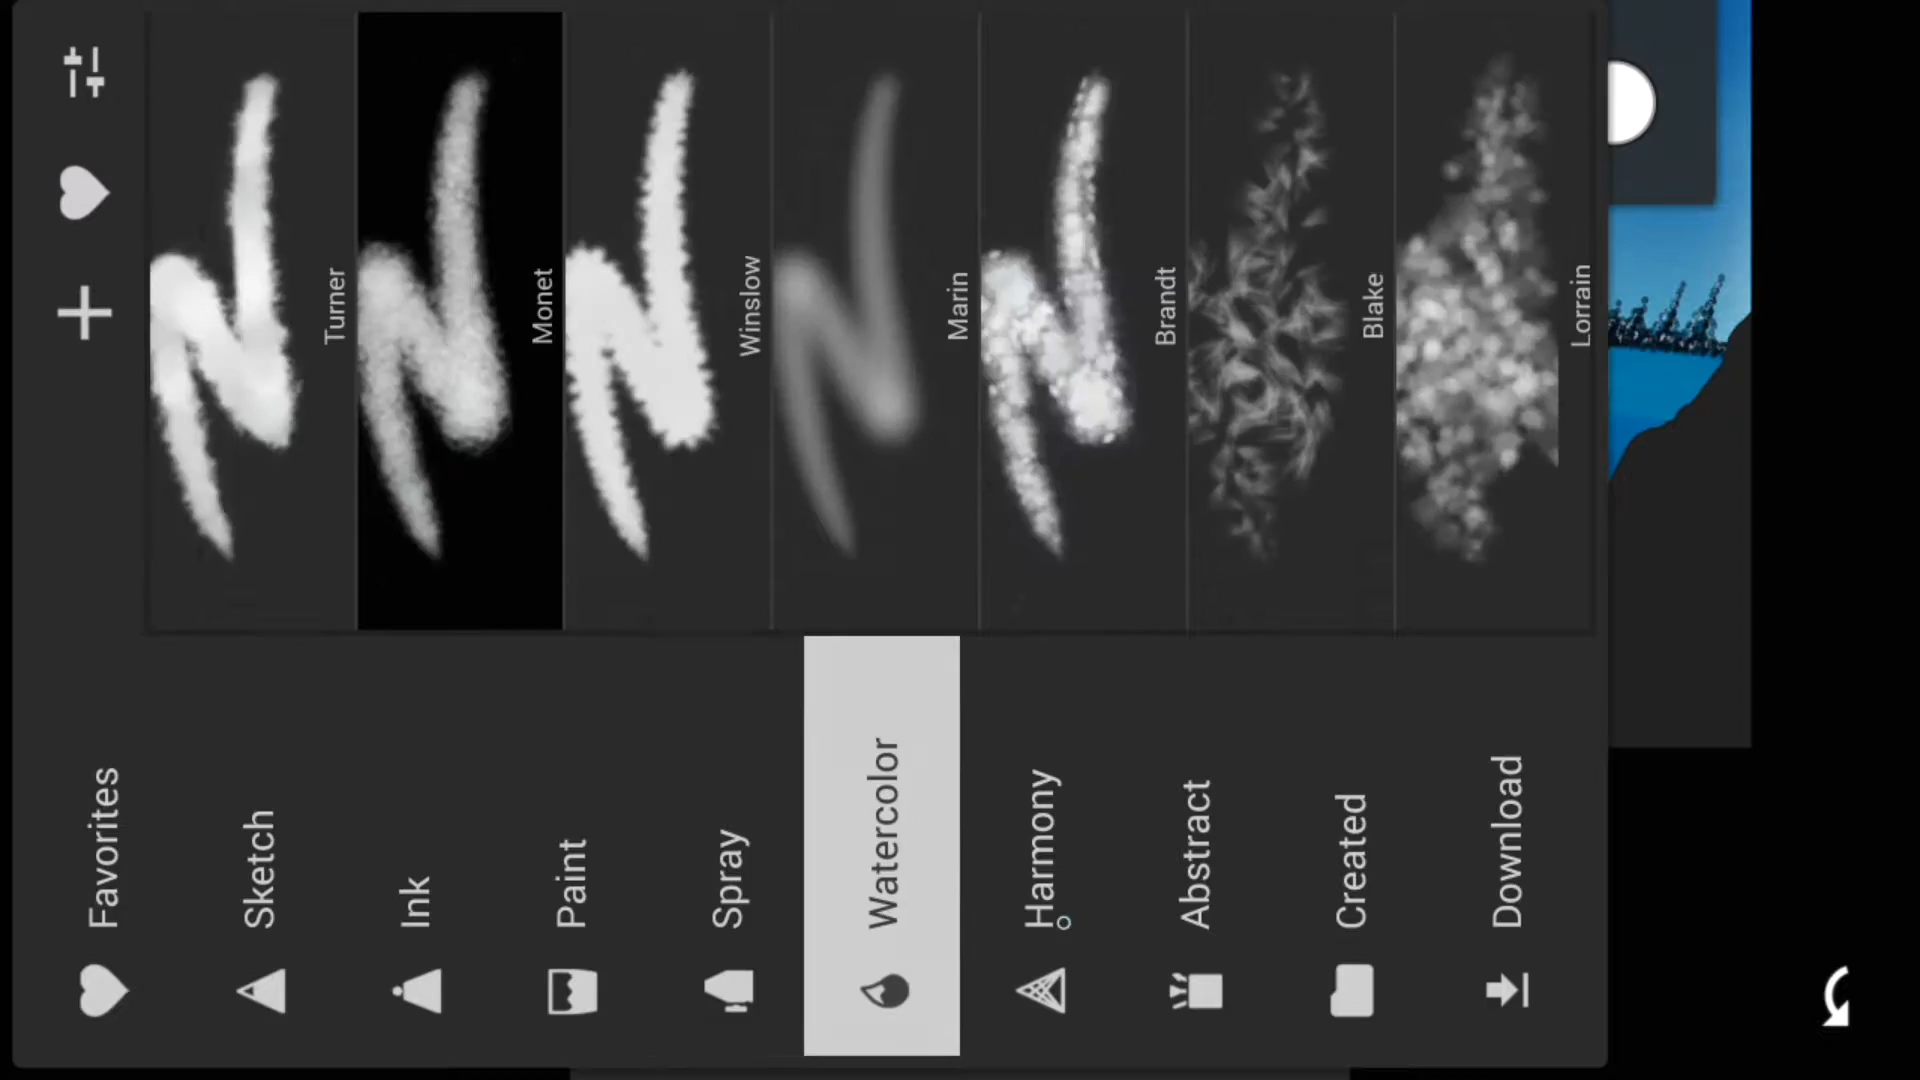 Favorites
Sketch
Ink
Paint
Spray
Watercolor
Harmony
Abstract
Created
Download
Turner
Monet
Winslow
Marin
Brandt
Blake
Lorrain